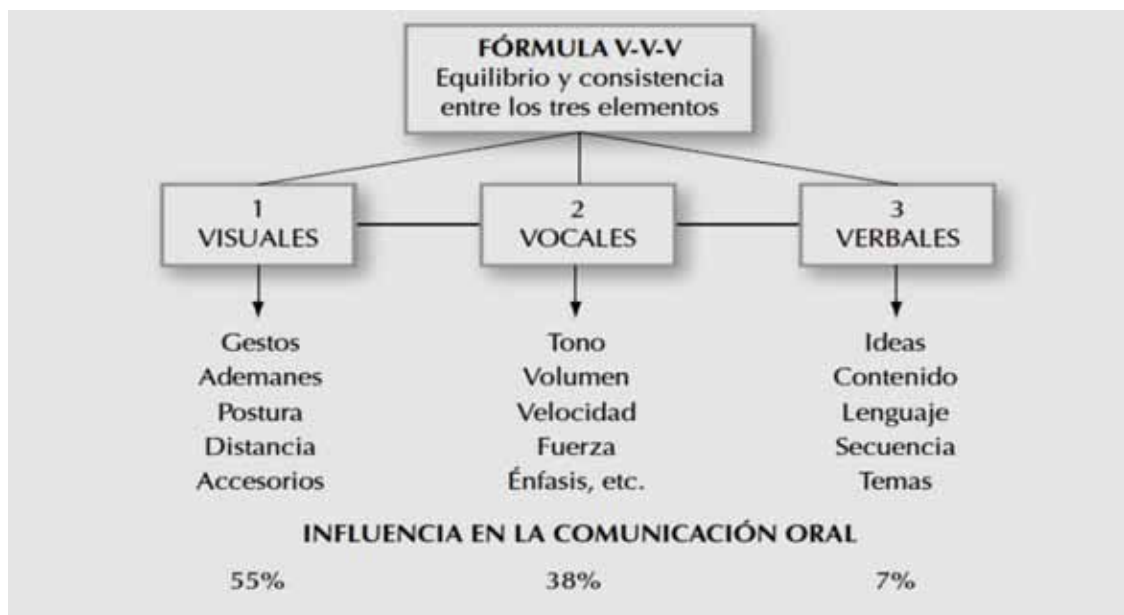 FÓRMULA V-V-V
Equilibrio y consistencia
entre los tres elementos
1
VISUALES
2
VOCALES
3
VERBALES
Gestos
Ademanes
Postura
Distancia
Accesorios
Tono
Volumen
Velocidad
Fuerza
Énfasis, etc.
Ideas
Contenido
Lenguaje
Secuencia
Temas
INFLUENCIA EN LA COMUNICACIÓN ORAL
55% 38% 7%